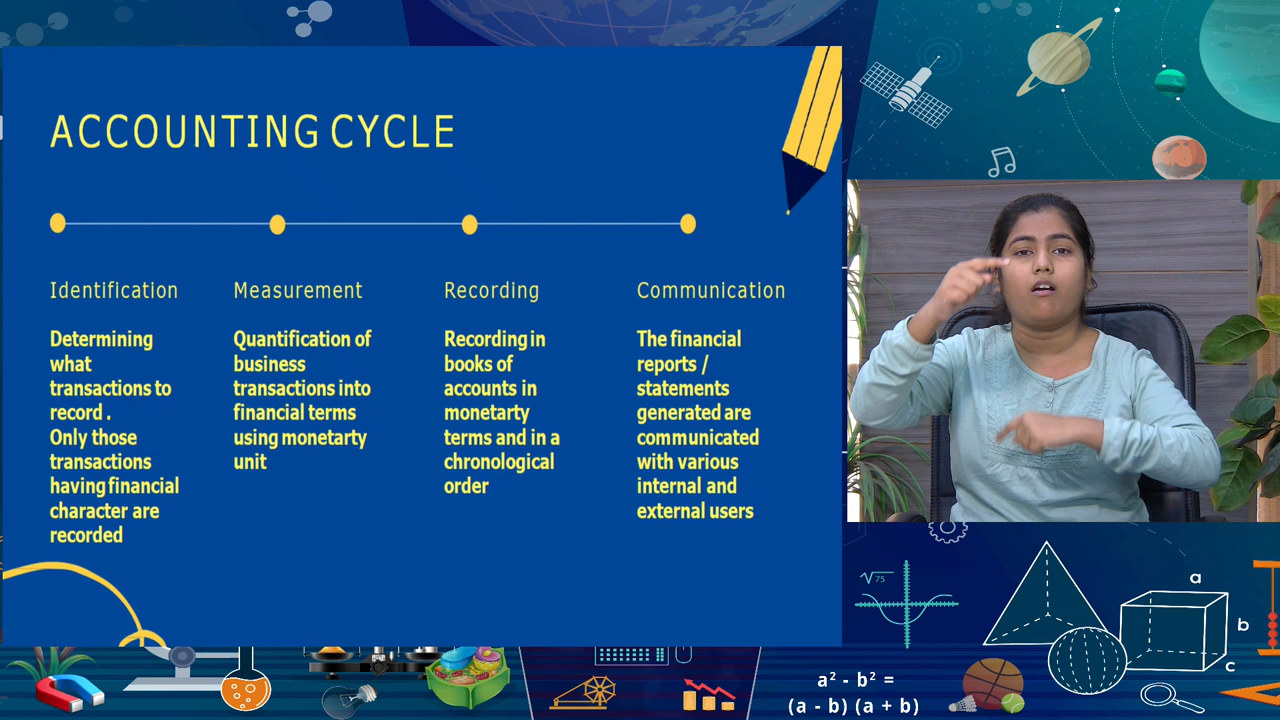 ACCOUNTING CYCLE
Identification
Determining
what
transactions to
record .
Only those
transactions
having financial
character are
recorded
Measurement
Quantification of
business
transactions into
financial terms
using monetarty
unit
Recording
Recording in
books of
accounts in
monetarty
terms and in a
chronological
order
Communication
The financial
reports /
statements
generated are
communicated
with various
internal and
external users
√75
a
b
c
a² - b² =
(a - b) (a + b)